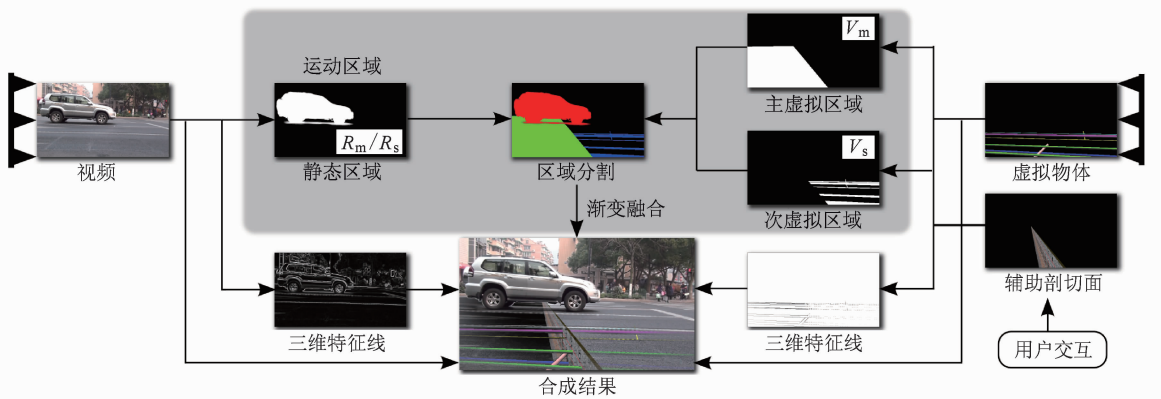 运动区域
V_m
R_m/R_s
主虚拟区域
V_s
视频
静态区域
区域分割
虚拟物体
渐变融合
次虚拟区域
辅助剖切面
三维特征线
三维特征线
用户交互
合成结果